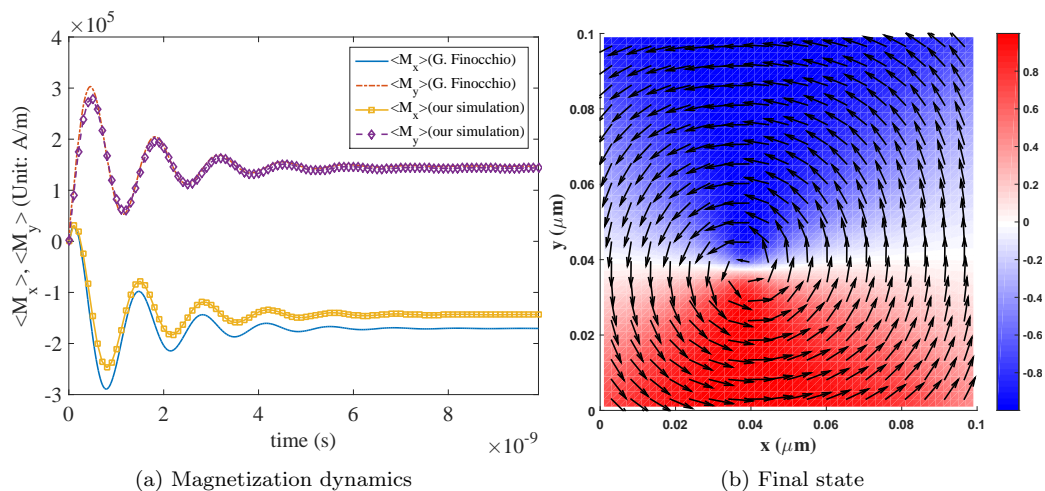 ×10^5
4
3
2
1
0
-1
-2
-3
<M_x>, <M_y> (Unit: A/m)
<M_x>(G. Finocchio)
<M_y>(G. Finocchio)
<M_x>(our simulation)
<M_y>(our simulation)
0 2 4 6 8
time (s)
×10^-9
(a) Magnetization dynamics
0.1
0.08
0.06
0.04
0.02
0
y (μm)
0 0.02 0.04 0.06 0.08 0.1
x (μm)
0.8
0.6
0.4
0.2
0
-0.2
-0.4
-0.6
-0.8
(b) Final state